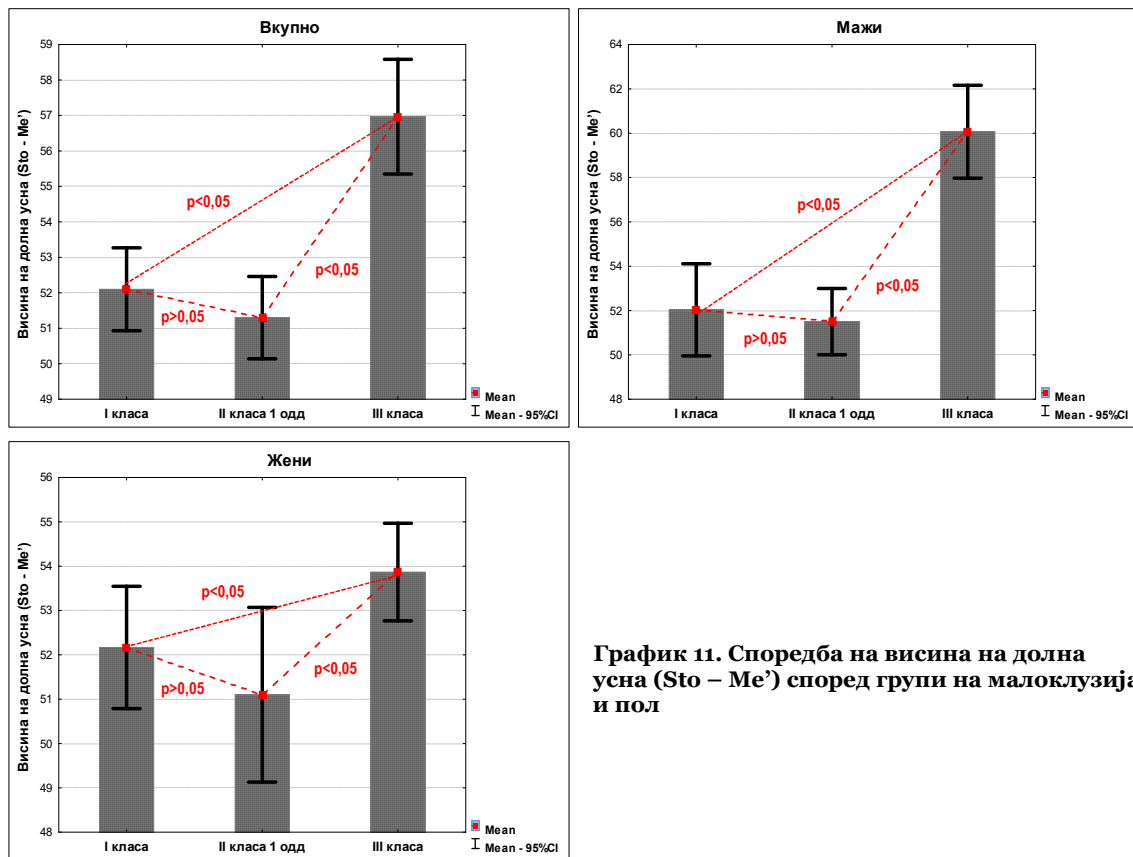 Вкупно
59
58
57
56
55
54
53
52
51
50
49
Висина на долна усна (Sto - Me')
p<0,05
p<0,05
p>0,05
I класа
II класа 1 одд
III класа
Mean
Mean - 95%CI
Мажи
64
62
60
58
56
54
52
50
48
Висина на долна усна (Sto - Me')
p<0,05
p<0,05
p>0,05
I класа
II класа 1 одд
III класа
Mean
Mean - 95%CI
Жени
56
55
54
53
52
51
50
49
48
Висина на долна усна (Sto - Me')
p<0,05
p<0,05
p>0,05
I класа
II класа 1 одд
III класа
Mean
Mean - 95%CI
График 11. Споредба на висина на долна
усна (Sto – Me’) според групи на малоклузија
и пол